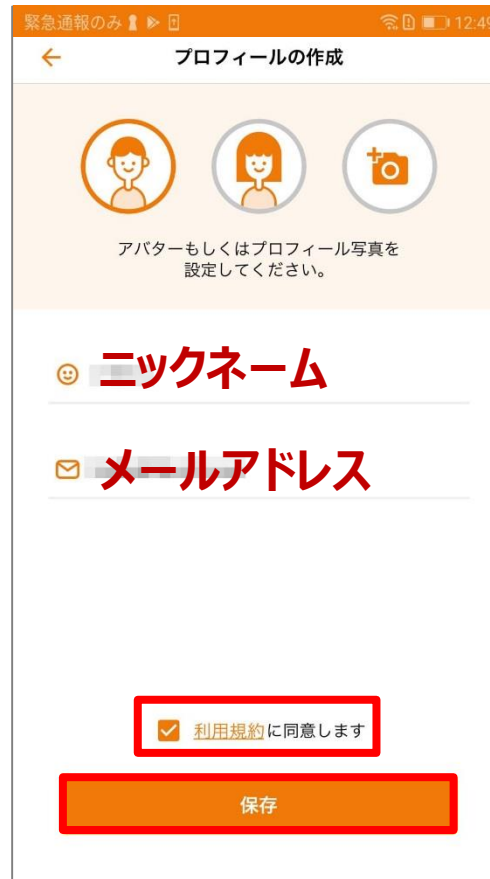 緊急通報のみ 12:49
プロフィールの作成
アバターもしくはプロフィール写真を
設定してください。
ニックネーム
メールアドレス
利用規約に同意します
保存